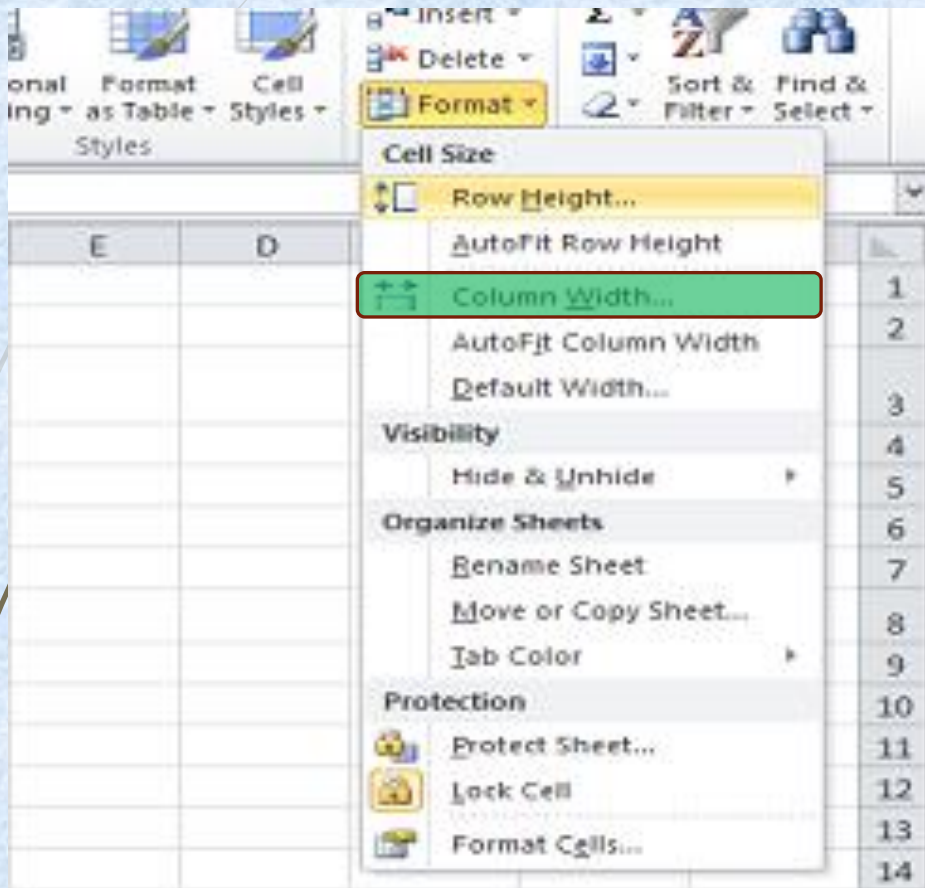 Insert
Delete
Format
onal Format Cell
ing as Table Styles
Styles
Sort & Find &
Filter Select
Cell Size
Row Height...
AutoFit Row Height
Column Width...
AutoFit Column Width
Default Width...
Visibility
Hide & Unhide
Organize Sheets
Rename Sheet
Move or Copy Sheet...
Tab Color
Protection
Protect Sheet...
Lock Cell
Format Cells...
E D
1
2
3
4
5
6
7
8
9
10
11
12
13
14